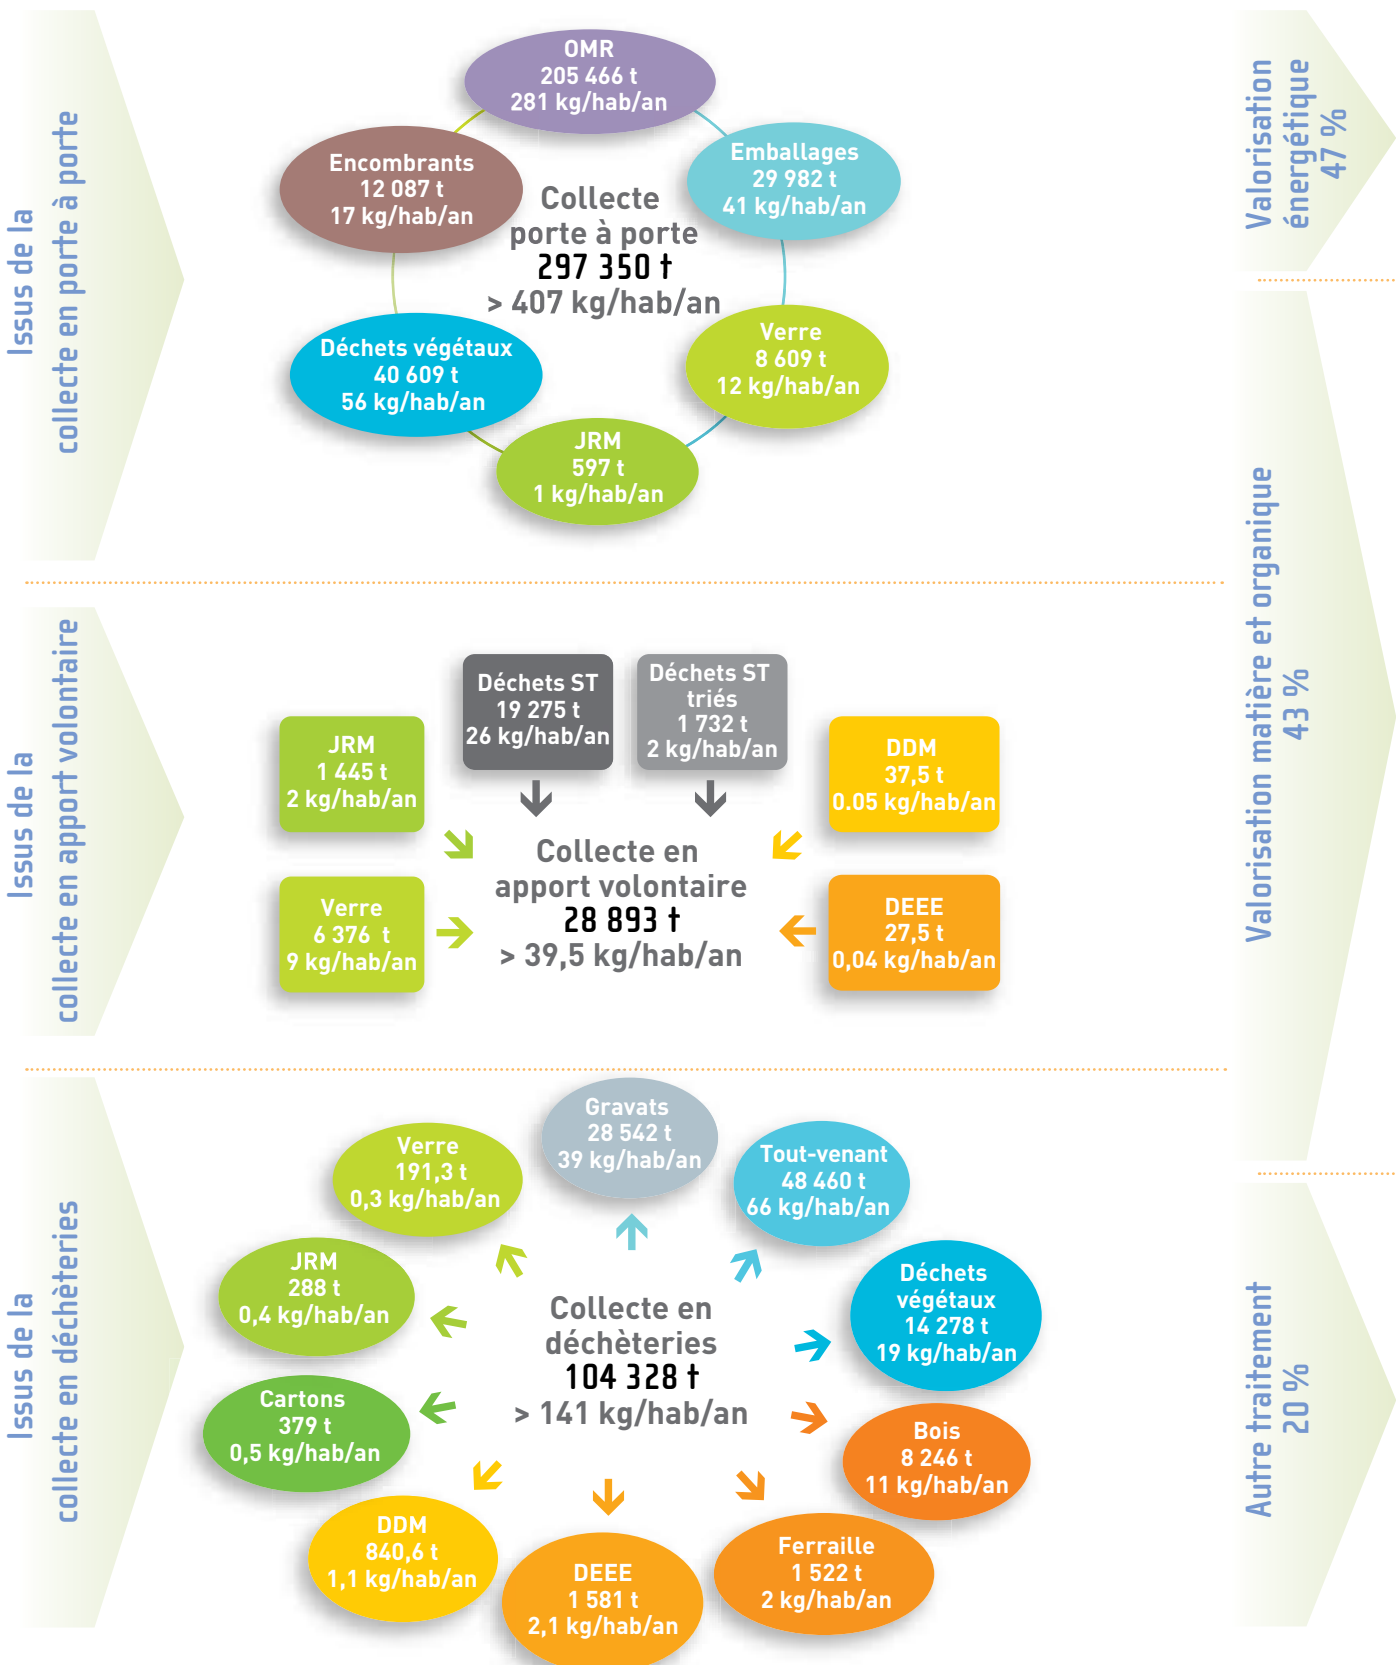 Issus de la
collecte en porte à porte
OMR
205 466 t
281 kg/hab/an
Emballages
29 982 t
41 kg/hab/an
Encombrants
12 087 t
17 kg/hab/an
Collecte
porte à porte
297 350 t
> 407 kg/hab/an
Verre
8 609 t
12 kg/hab/an
Déchets végétaux
40 609 t
56 kg/hab/an
JRM
597 t
1 kg/hab/an
Issus de la
collecte en apport volontaire
Déchets ST
19 275 t
26 kg/hab/an
Déchets ST
triés
1 732 t
2 kg/hab/an
JRM
1 445 t
2 kg/hab/an
DDM
37,5 t
0.05 kg/hab/an
Collecte en
apport volontaire
28 893 t
> 39,5 kg/hab/an
Verre
6 376 t
9 kg/hab/an
DEEE
27,5 t
0,04 kg/hab/an
Issus de la
collecte en déchèteries
Gravats
28 542 t
39 kg/hab/an
Verre
191,3 t
0,3 kg/hab/an
Tout-venant
48 460 t
66 kg/hab/an
JRM
288 t
0,4 kg/hab/an
Déchets
végétaux
14 278 t
19 kg/hab/an
Collecte en
déchèteries
104 328 t
> 141 kg/hab/an
Cartons
379 t
0,5 kg/hab/an
Bois
8 246 t
11 kg/hab/an
DDM
840,6 t
1,1 kg/hab/an
DEEE
1 581 t
2,1 kg/hab/an
Ferraille
1 522 t
2 kg/hab/an
Valorisation
énergétique
47 %
Valorisation matière et organique
43 %
Autre traitement
20 %